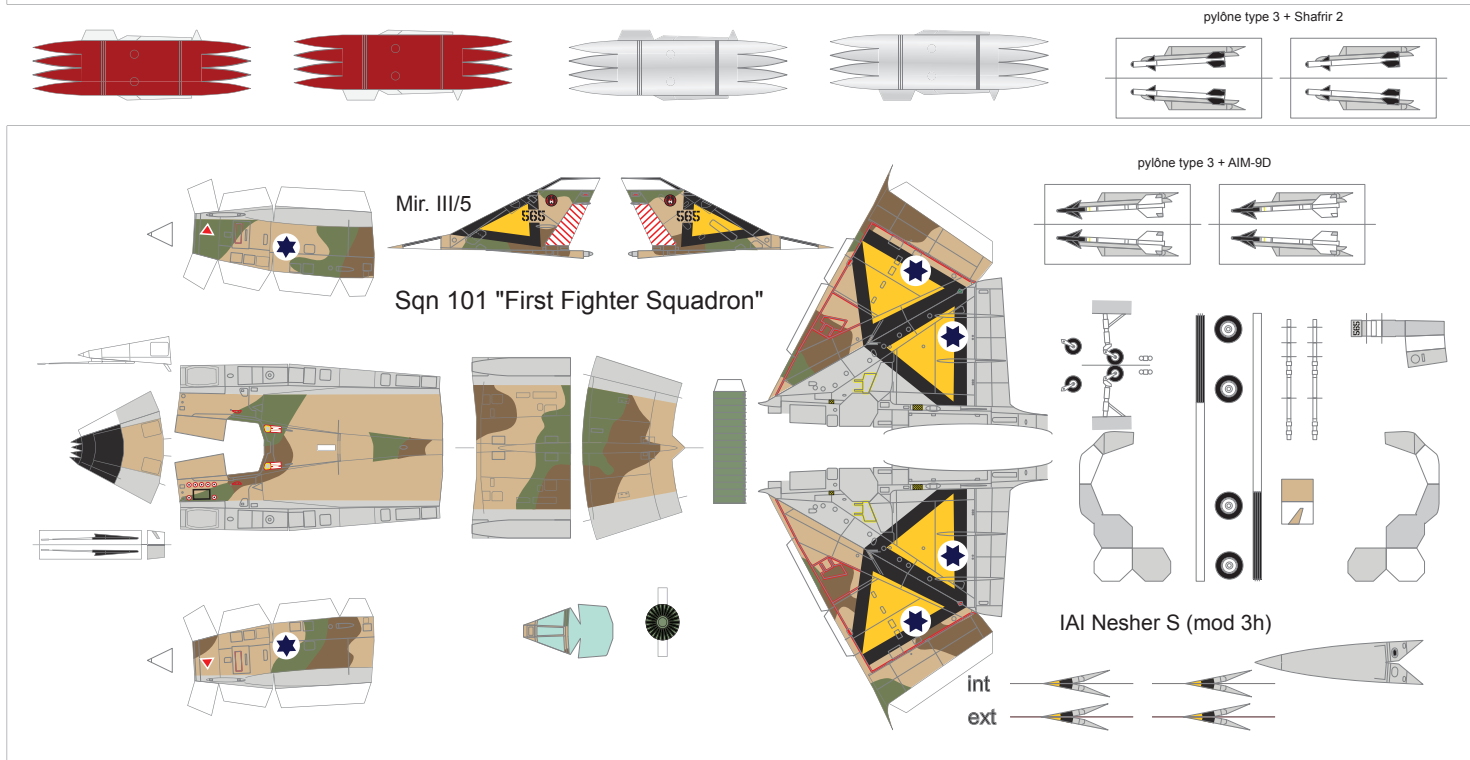 pylône type 3 + Shafrir 2
pylône type 3 + AIM-9D
Mir. III/5
565
565
Sqn 101 "First Fighter Squadron"
565
IAI Nesher S (mod 3h)
int
ext